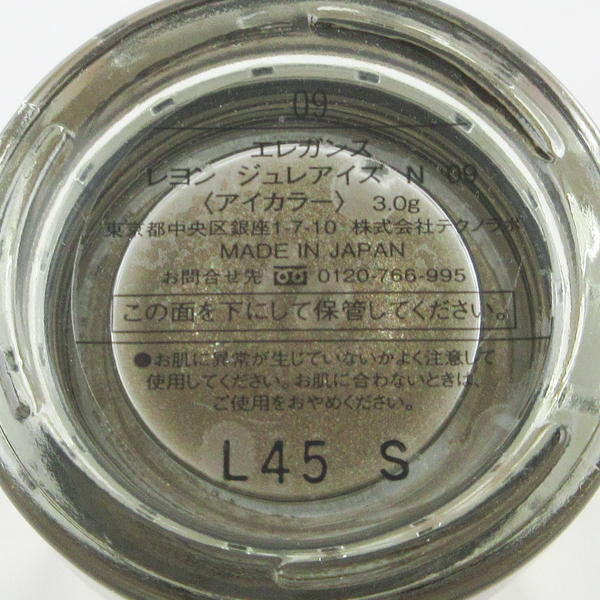 09
エレガンス
レヨン ジュレアイズ N 09
〈アイカラー〉 3.0g
東京都中央区銀座1-7-10 株式会社テクノラボ
MADE IN JAPAN
お問合せ先 0120-766-995
この面を下にして保管してください。
●お肌に異常が生じていないかよく注意して
使用してください。お肌に合わないときは、
ご使用をおやめください。
L45 S